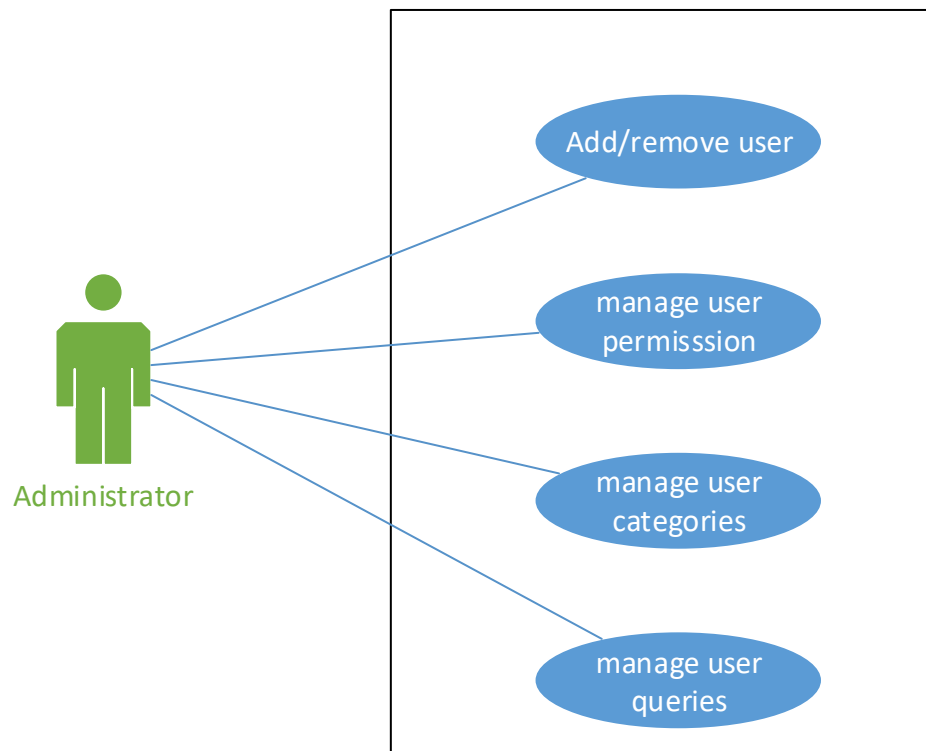 Add/remove user
manage user
permisssion
Administrator
manage user
categories
manage user
queries